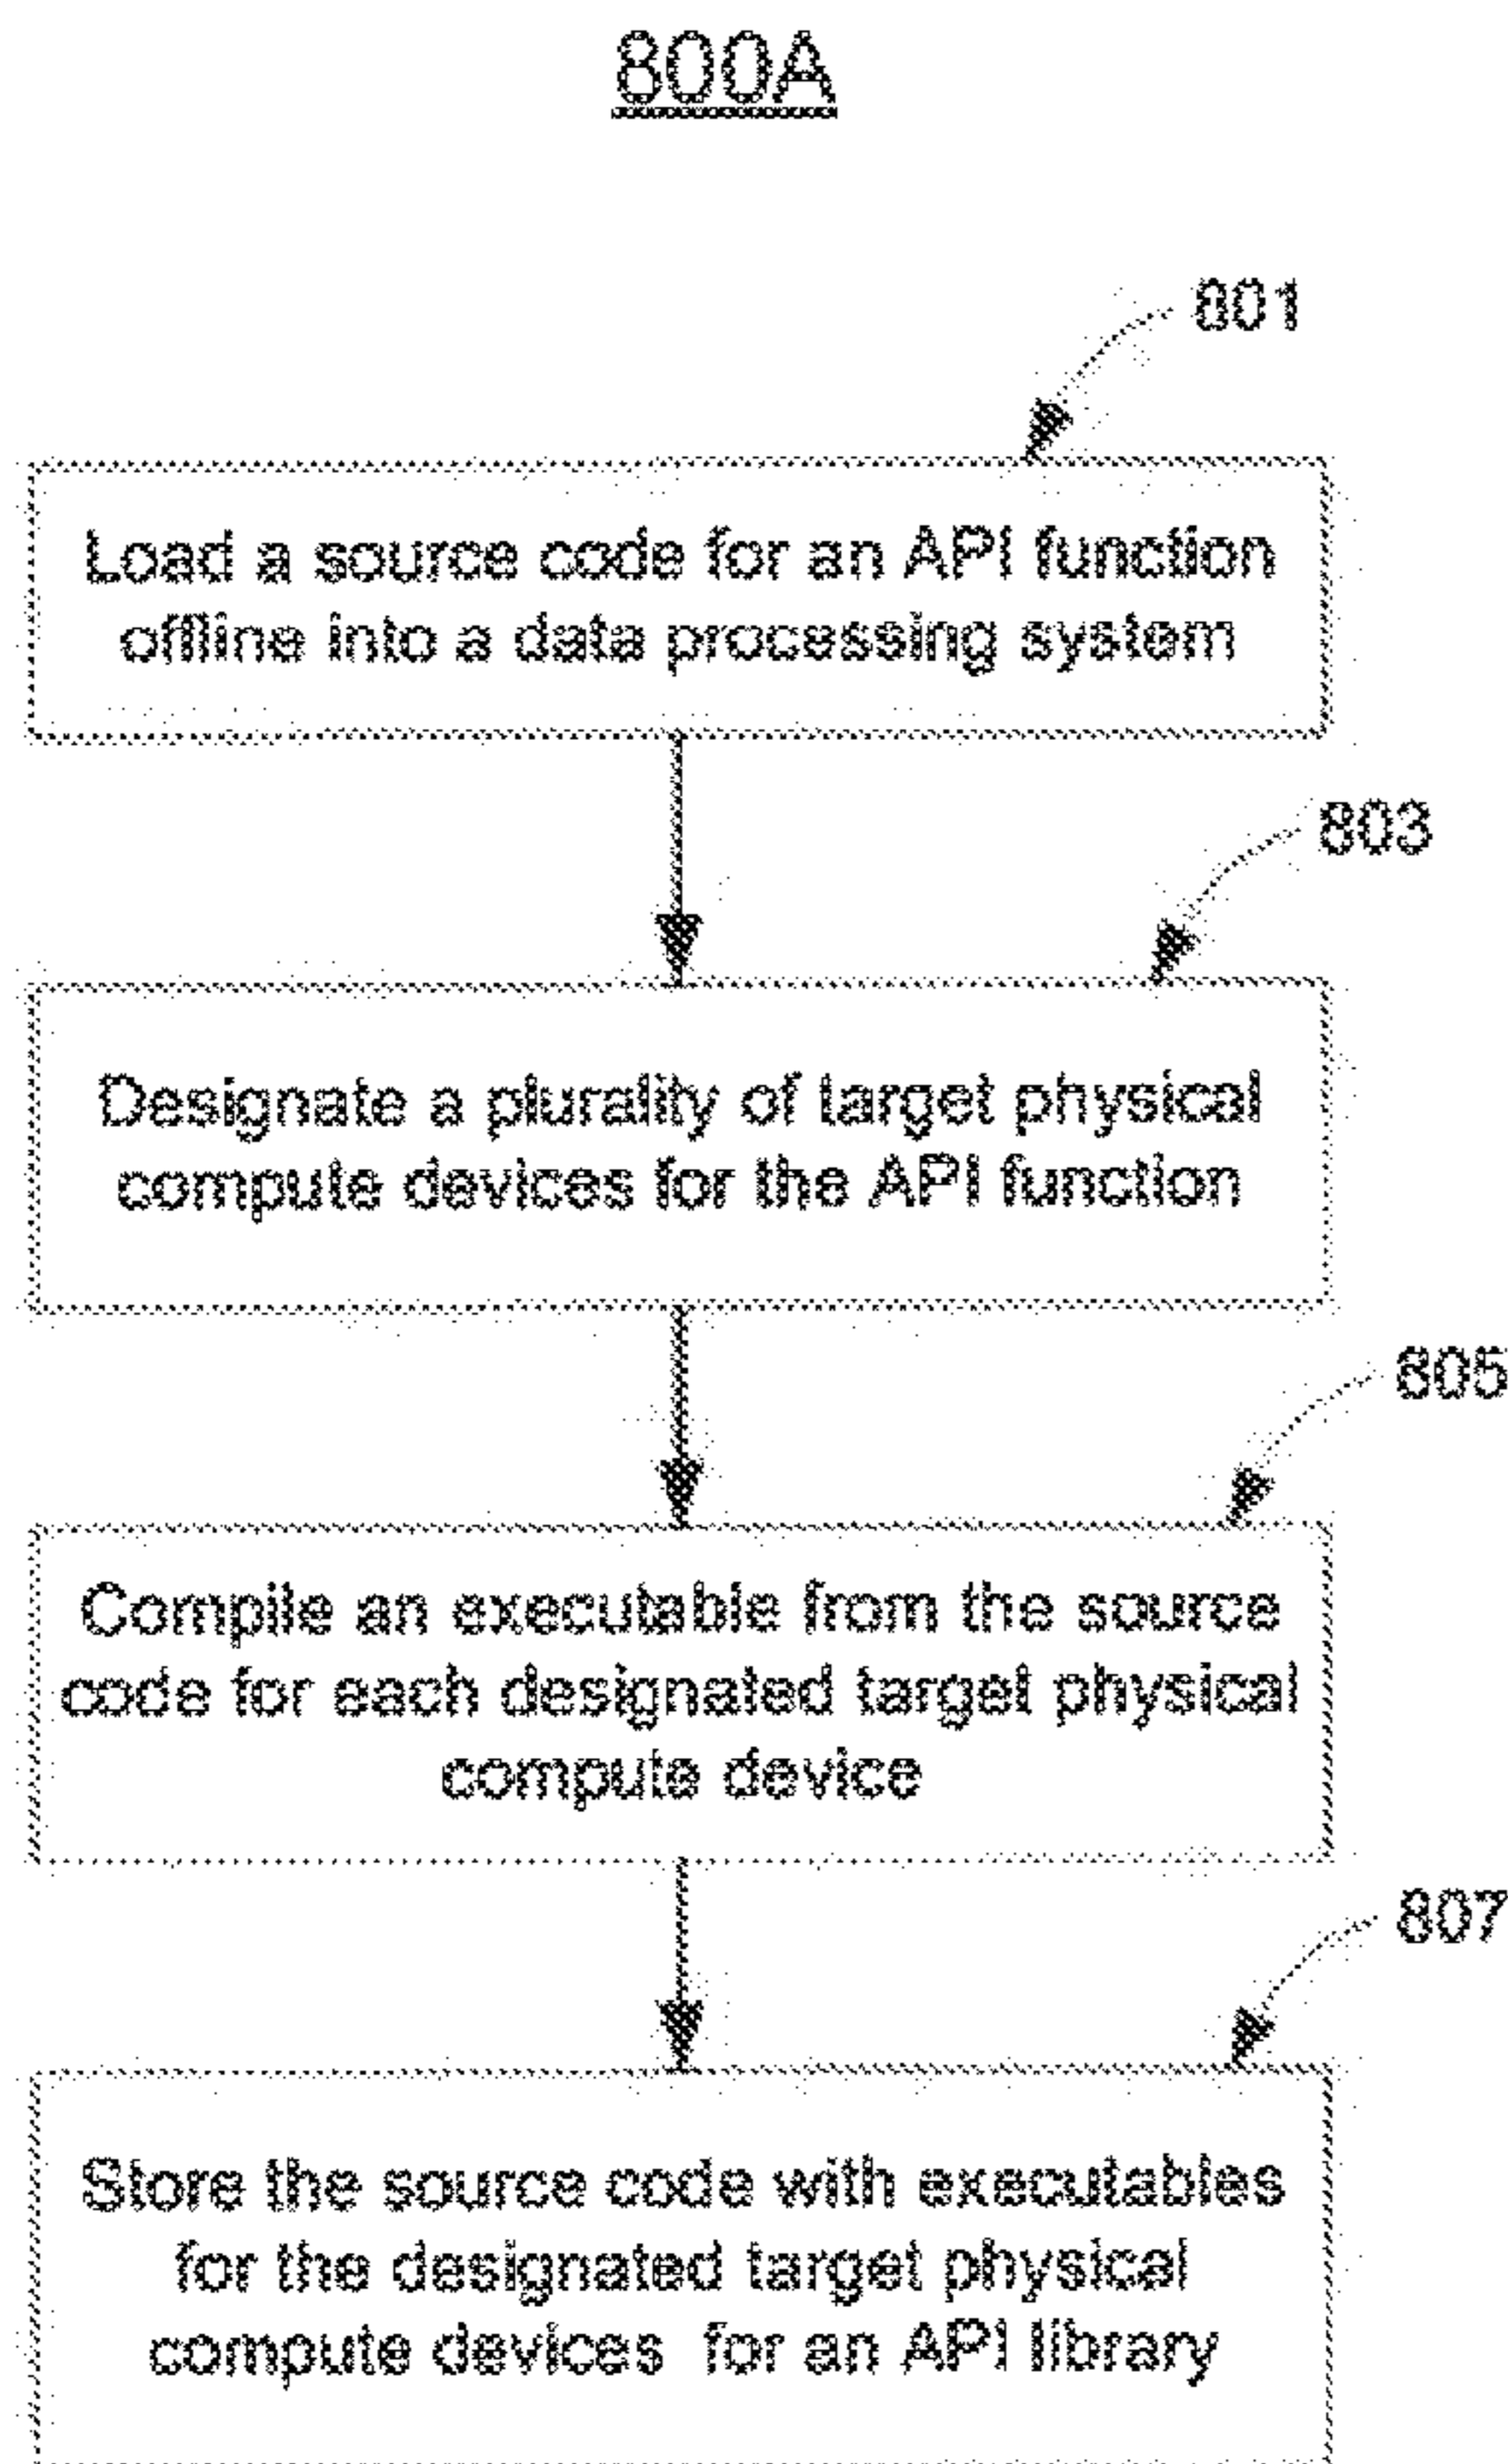 800A
801
Load a source code for an API function
offline into a data processing system
803
Designate a plurality of target physical
compute devices for the API function
805
Compile an executable from the source
code for each designated target physical
compute device
807
Store the source code with executables
for the designated target physical
compute devices for an API library